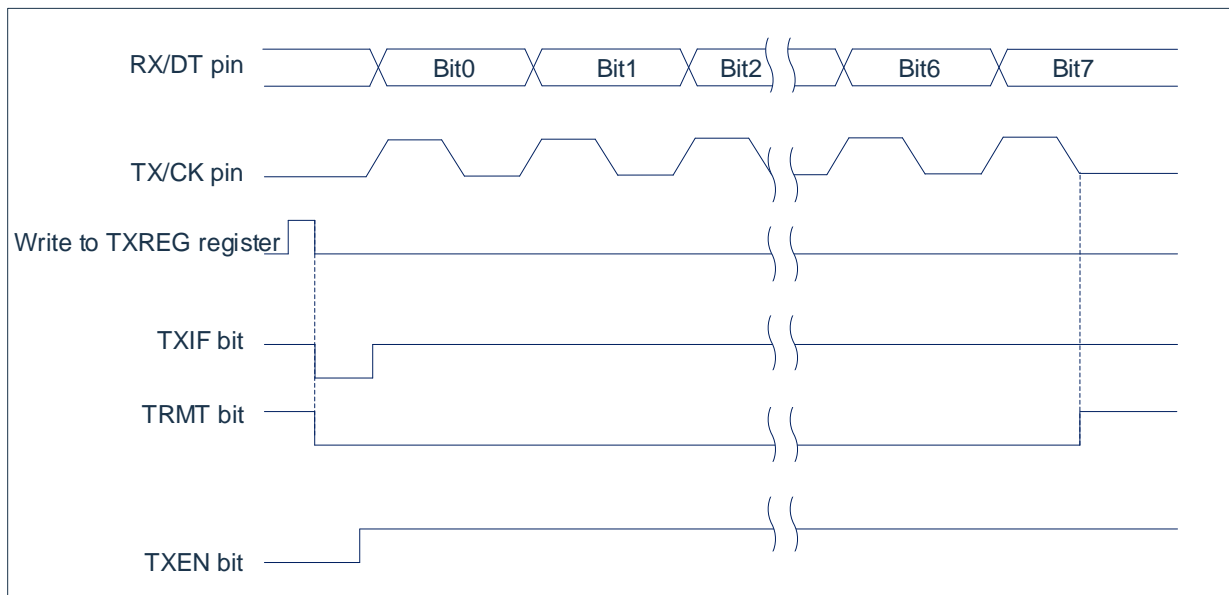 RX/DT pin
Bit0 Bit1 Bit2 Bit6 Bit7
TX/CK pin
Write to TXREG register
TXIF bit
TRMT bit
TXEN bit